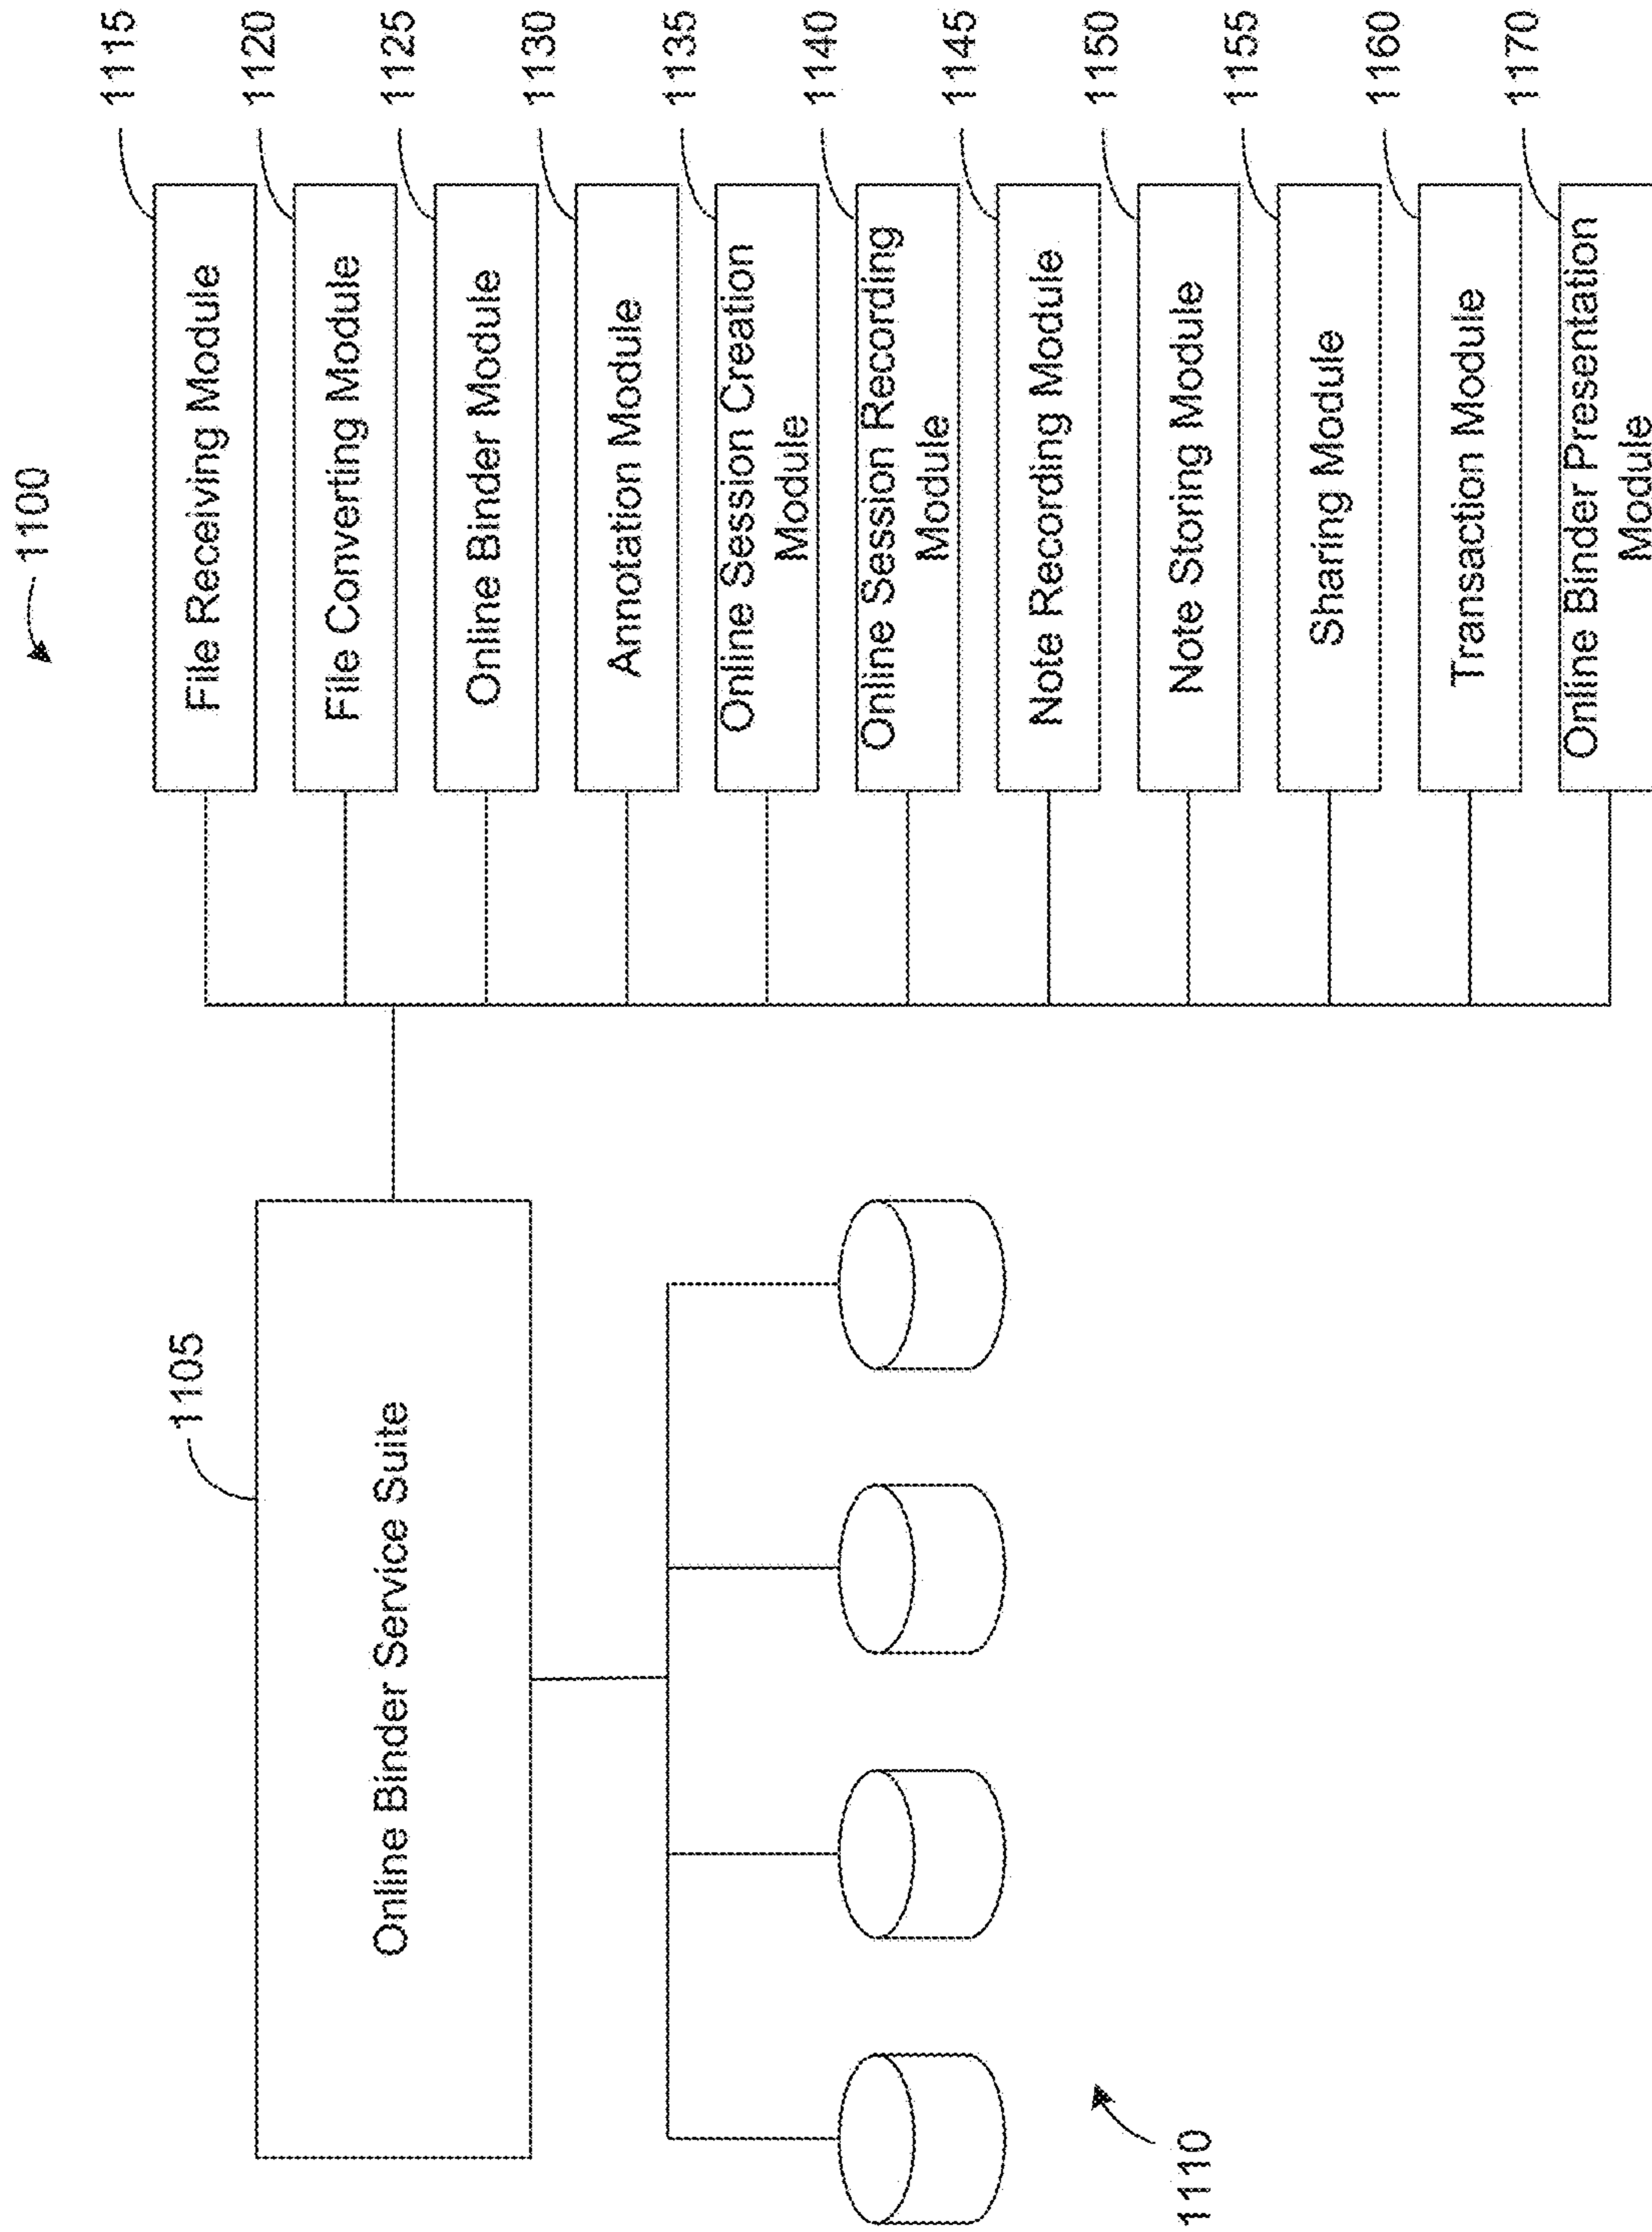 1100
1105
Online Binder Service Suite
1110
File Receiving Module
1115
File Converting Module
1120
Online Binder Module
1125
Annotation Module
1130
Online Session Creation
Module
1135
Online Session Recording
Module
1140
Note Recording Module
1145
Note Storing Module
1150
Sharing Module
1155
Transaction Module
1160
Online Binder Presentation
Module
1170